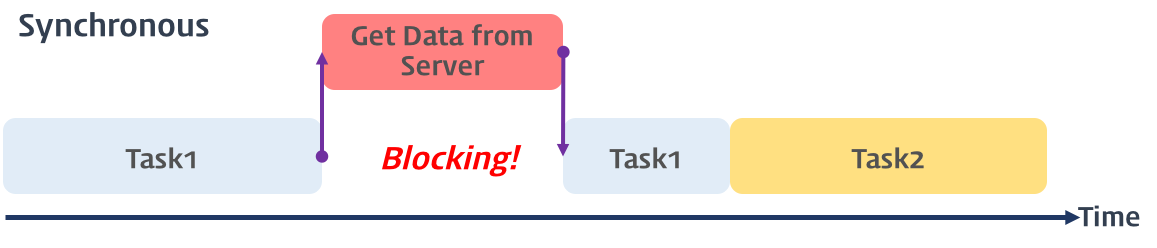 Synchronous
Get Data from
Server
Task1
Blocking!
Task1
Task2
Time